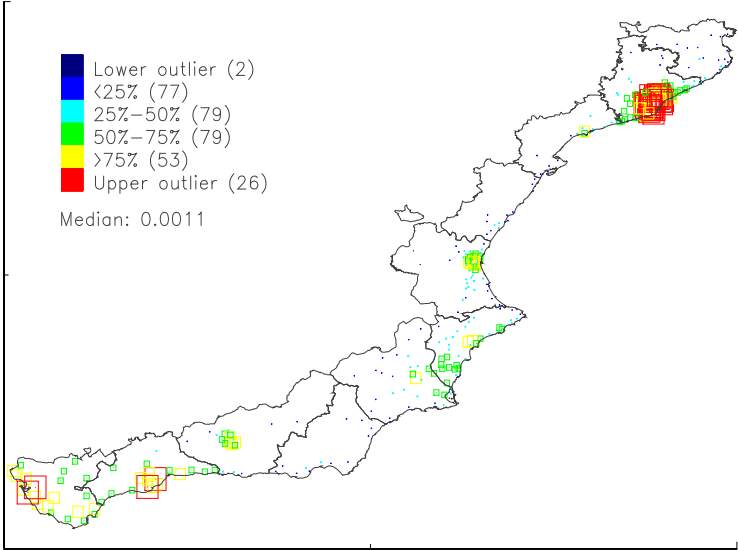 Lower outlier (2)
<25% (77)
25%–50% (79)
50%–75% (79)
>75% (53)
Upper outlier (26)
Median: 0.0011